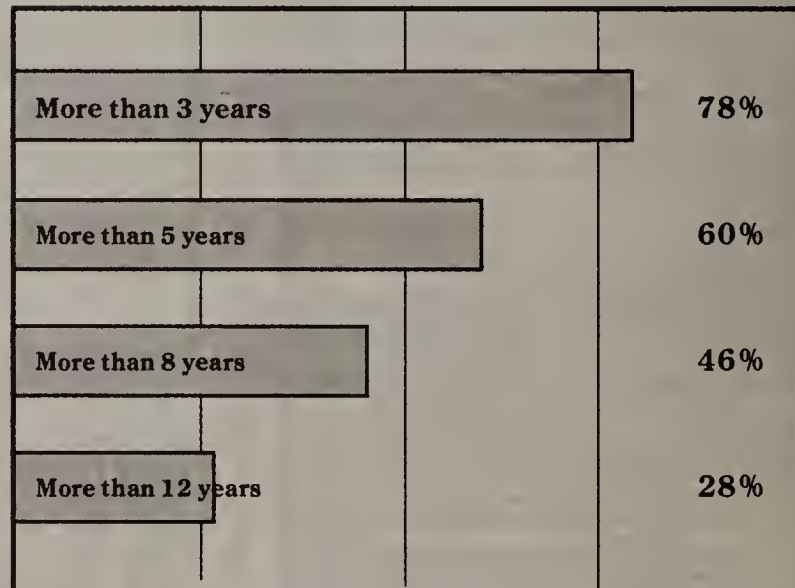 More than 3 years 78%
More than 5 years 60%
More than 8 years 46%
More than 12 years 28%